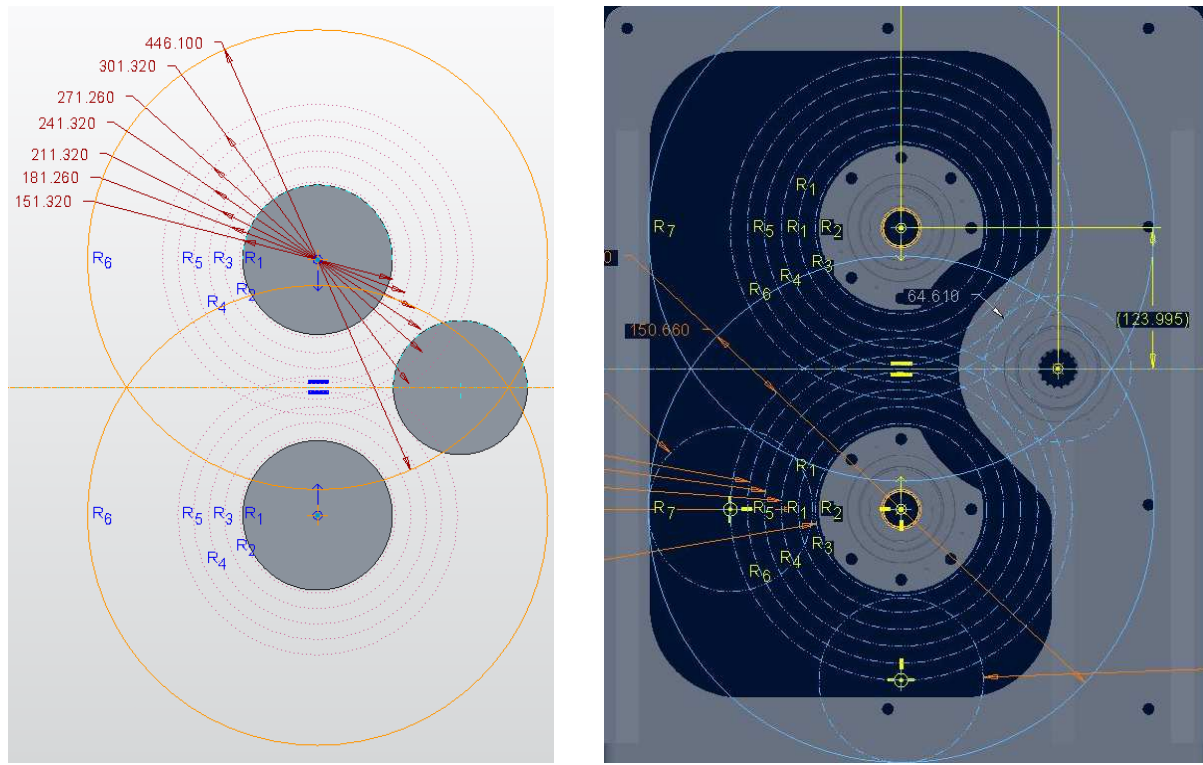 446.100
301.320
271.260
241.320
211.320
181.260
151.320
R6 R5 R3 R1
R4 R2
R6 R5 R3 R1
R2
R4
R1
R7 R5 R1 R2
R3
R4
R6
0
64.610
(123.995)
150.660
R1
R7 R5 R1 R2
R3
R4
R6